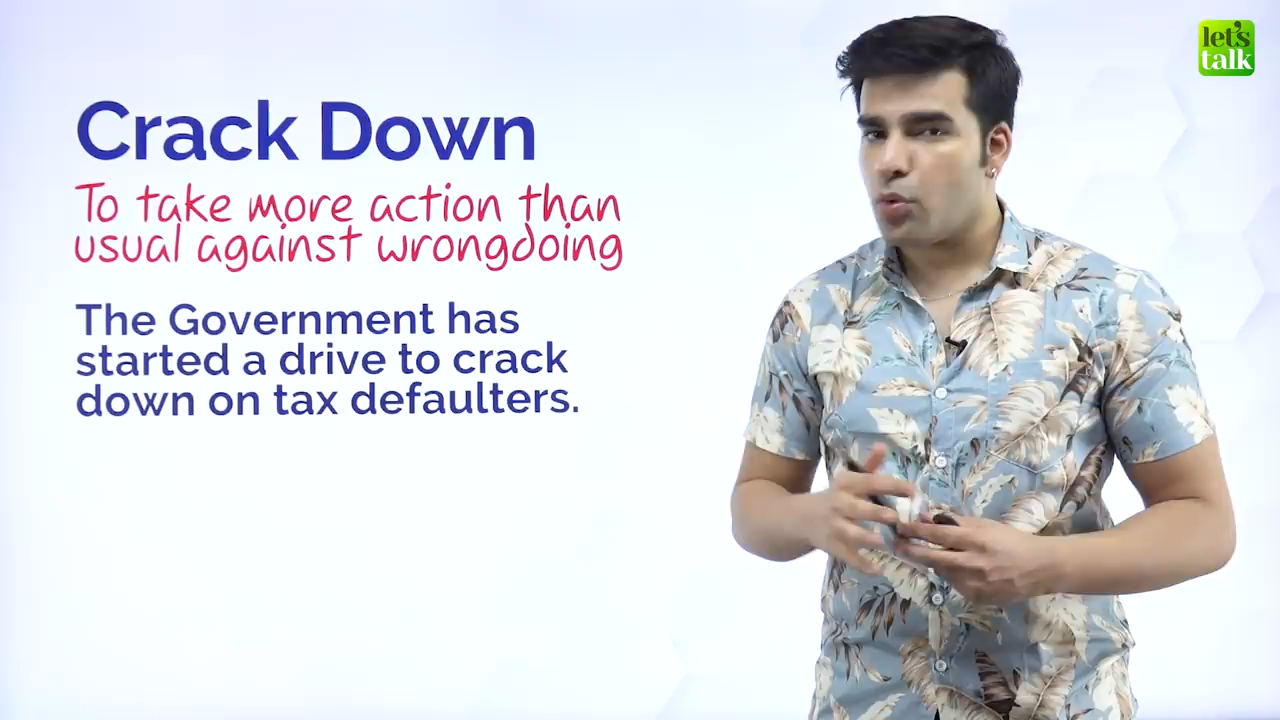 let's
talk
Crack Down
To take more action than
usual against wrongdoing
The Government has
started a drive to crack
down on tax defaulters.